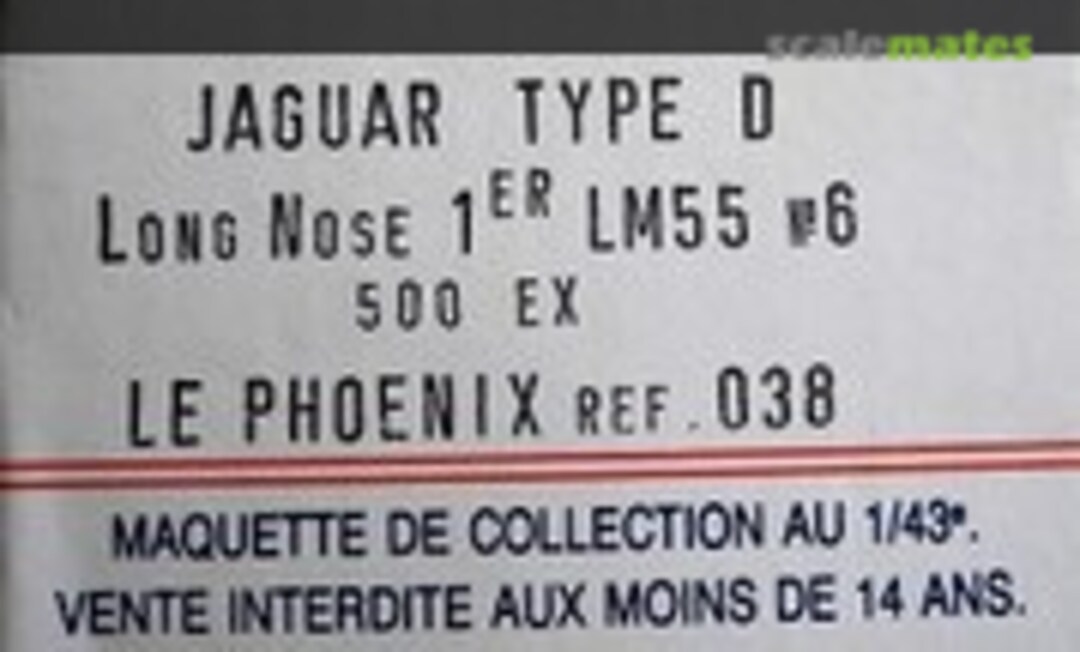 scalemates
JAGUAR TYPE D
LONG NOSE 1ER LM55 №6
500 EX
LE PHOENIX REF. 038
MAQUETTE DE COLLECTION AU 1/43e.
VENTE INTERDITE AUX MOINS DE 14 ANS.